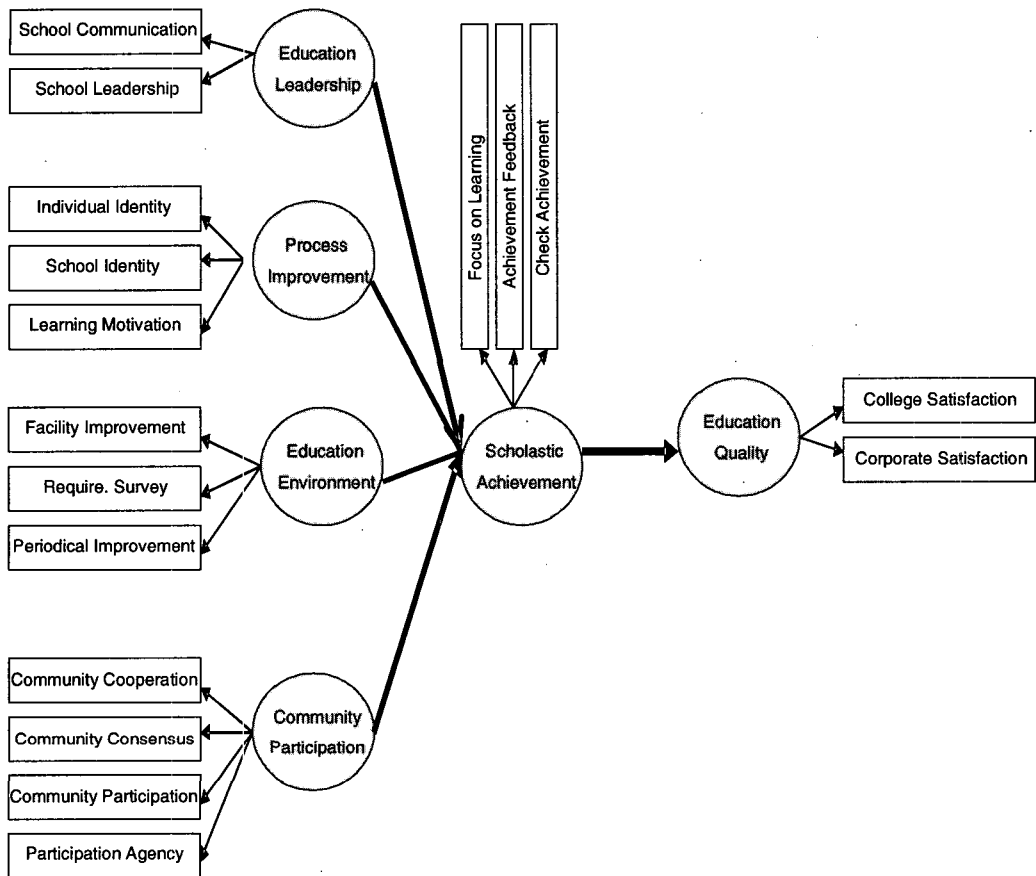 School Communication
School Leadership
Education
Leadership
Individual Identity
School Identity
Learning Motivation
Process
Improvement
Facility Improvement
Require. Survey
Periodical Improvement
Education
Environment
Community Cooperation
Community Consensus
Community Participation
Participation Agency
Community
Participation
Focus on Learning
Achievement Feedback
Check Achievement
Scholastic
Achievement
Education
Quality
College Satisfaction
Corporate Satisfaction